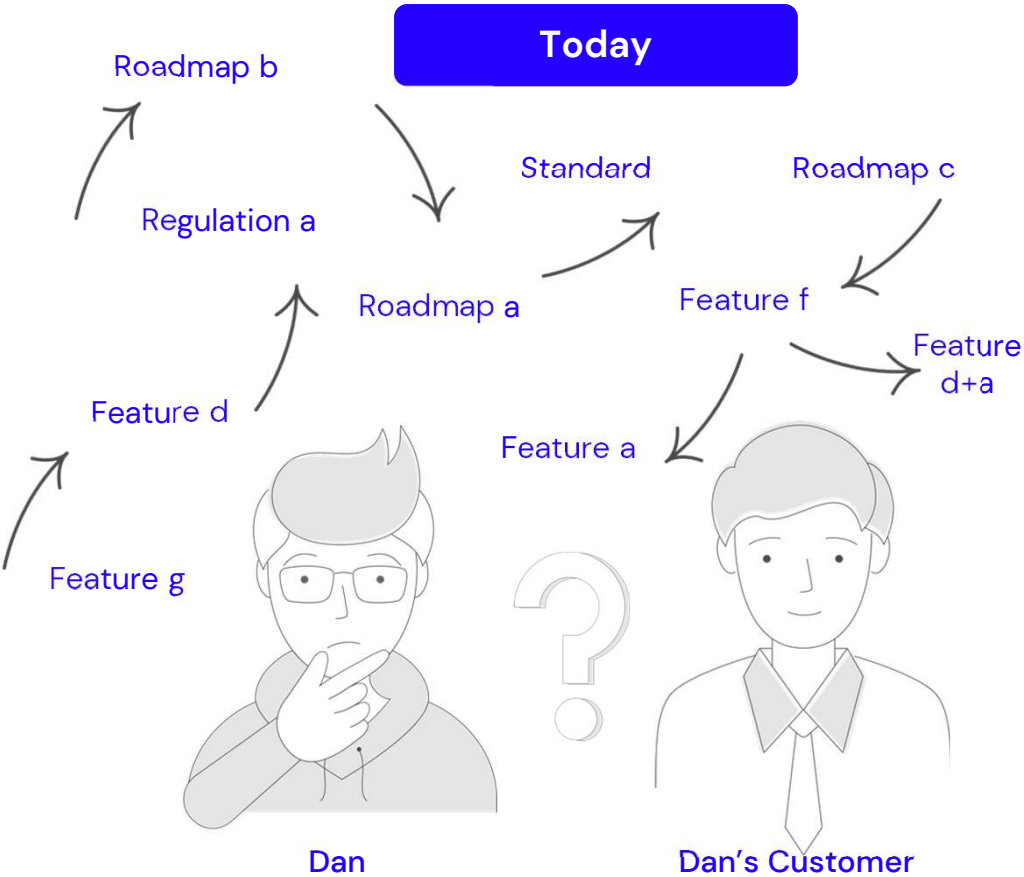 Today
Roadmap b
Standard
Roadmap c
Regulation a
Roadmap a
Feature f
Feature
d+a
Feature d
Feature a
Feature g
Dan
Dan's Customer